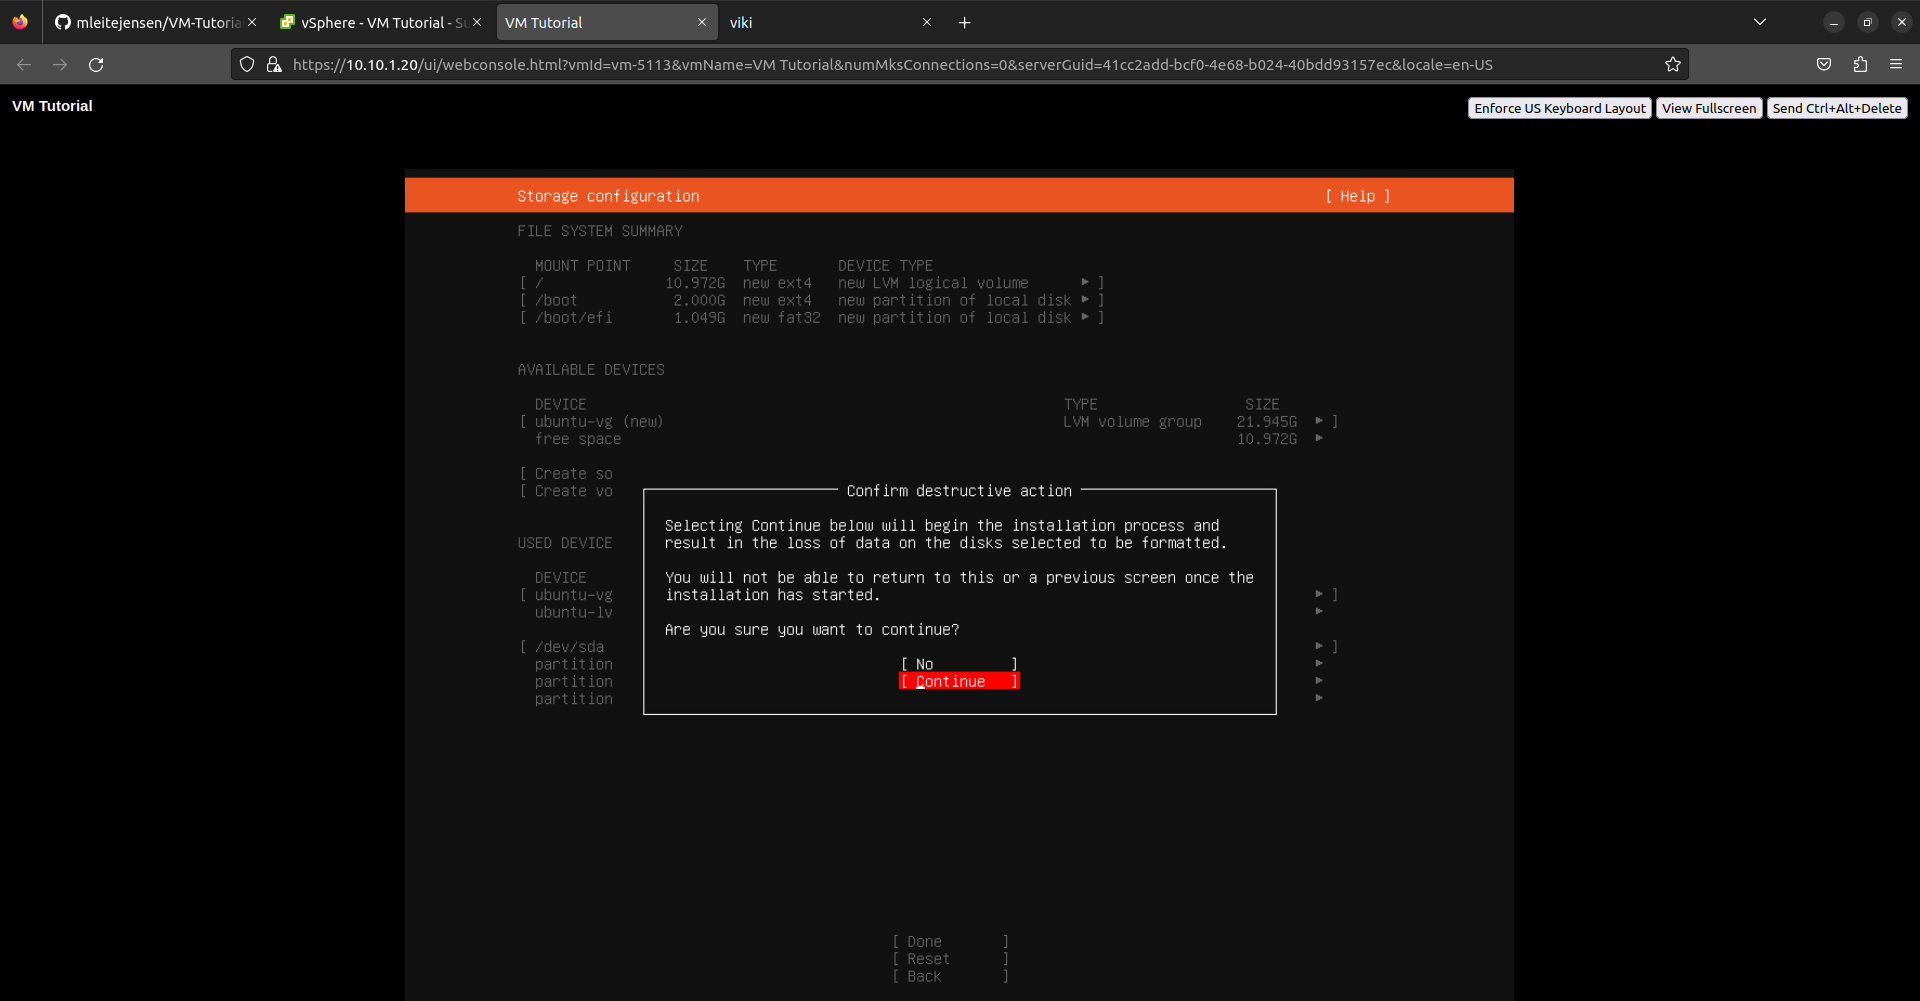 mleitejensen/VM-Tutoria
vSphere - VM Tutorial - Su
VM Tutorial
viki
https://10.10.1.20/ui/webconsole.html?vmId=vm-5113&vmName=VM Tutorial&numMksConnections=0&serverGuid=41cc2add-bcf0-4e68-b024-40bdd93157ec&locale=en-US
VM Tutorial
Enforce US Keyboard Layout View Fullscreen Send Ctrl+Alt+Delete
Storage configuration [ Help ]
FILE SYSTEM SUMMARY
MOUNT POINT SIZE TYPE DEVICE TYPE
[ / 10.972G new ext4 new LVM logical volume ▸ ]
[ /boot 2.000G new ext4 new partition of local disk ▸ ]
[ /boot/efi 1.049G new fat32 new partition of local disk ▸ ]
AVAILABLE DEVICES
DEVICE TYPE SIZE
[ ubuntu-vg (new) LVM volume group 21.945G ▸ ]
free space 10.972G ▸
[ Create so
[ Create vo
Confirm destructive action
Selecting Continue below will begin the installation process and
result in the loss of data on the disks selected to be formatted.
You will not be able to return to this or a previous screen once the
installation has started.
Are you sure you want to continue?
[ No ]
[ Continue ]
USED DEVICE
DEVICE
[ ubuntu-vg ▸ ]
ubuntu-lv ▸
[ /dev/sda ▸ ]
partition ▸
partition ▸
partition ▸
[ Done ]
[ Reset ]
[ Back ]